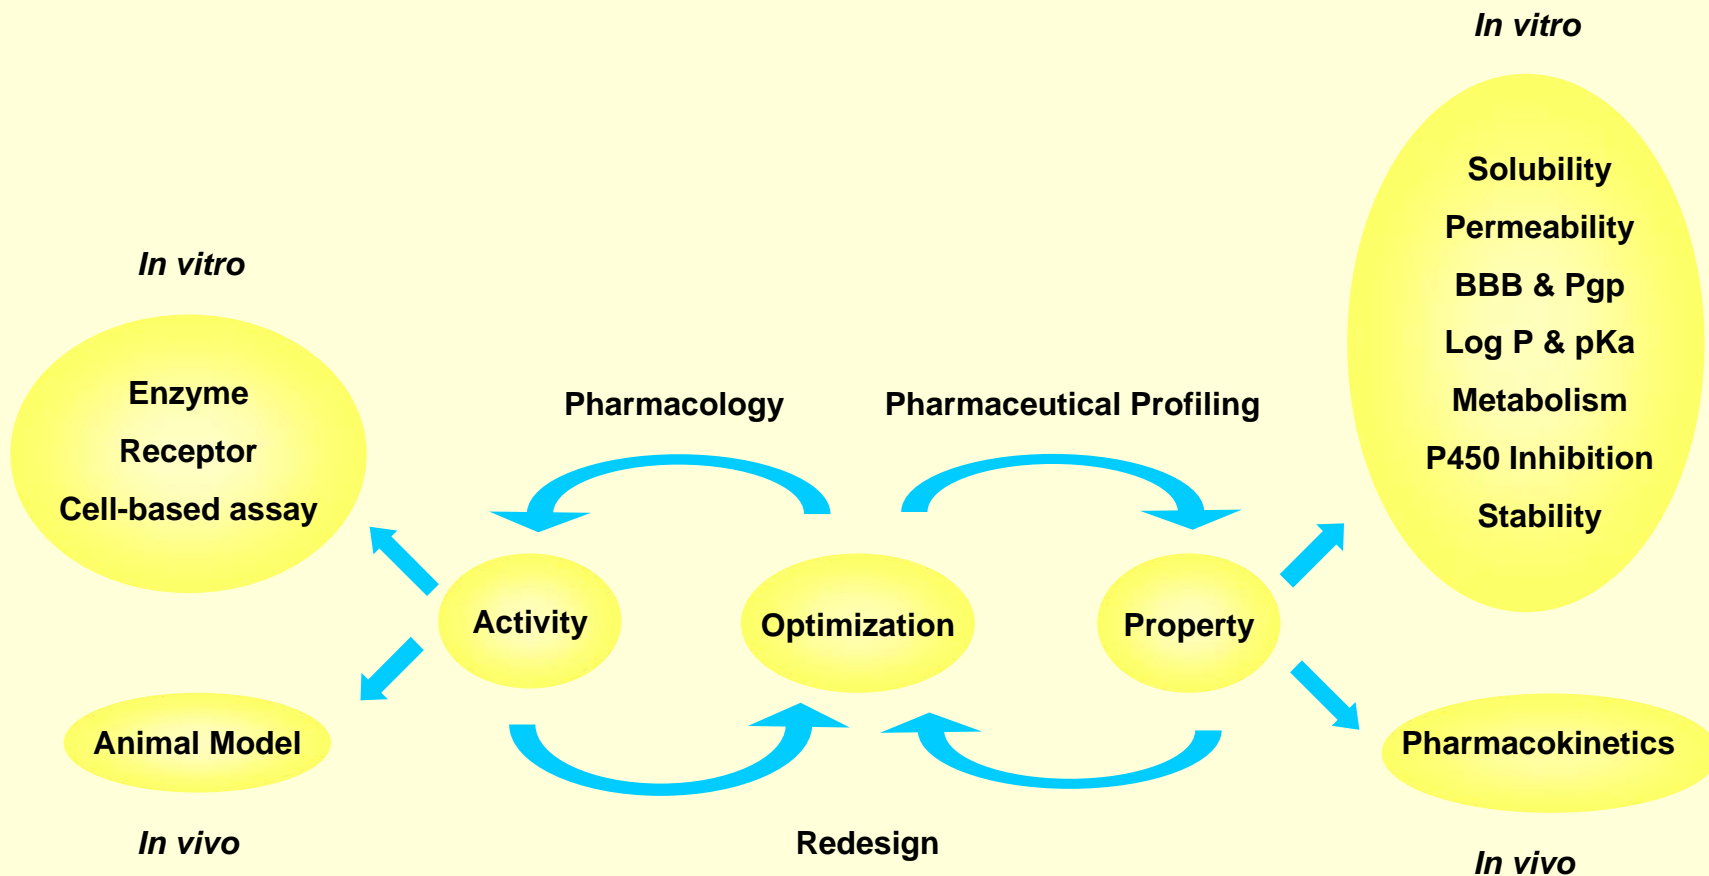 In vitro
Solubility
Permeability
BBB & Pgp
Log P & pKa
Metabolism
P450 Inhibition
Stability
In vitro
Enzyme
Receptor
Cell-based assay
Pharmacology
Pharmaceutical Profiling
Activity
Optimization
Property
Animal Model
Pharmacokinetics
In vivo
Redesign
In vivo